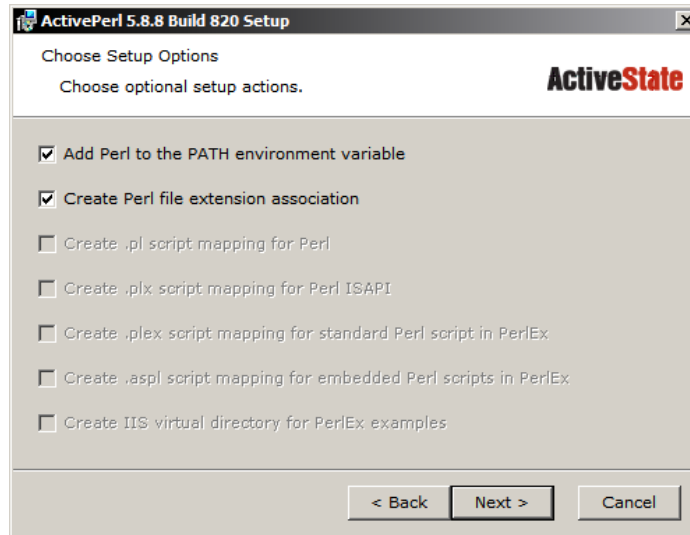 ActivePerl 5.8.8 Build 820 Setup
Choose Setup Options
Choose optional setup actions.
ActiveState
Add Perl to the PATH environment variable
Create Perl file extension association
Create .pl script mapping for Perl
Create .plx script mapping for Perl ISAPI
Create .plex script mapping for standard Perl script in PerlEx
Create .aspl script mapping for embedded Perl scripts in PerlEx
Create IIS virtual directory for PerlEx examples
< Back Next > Cancel